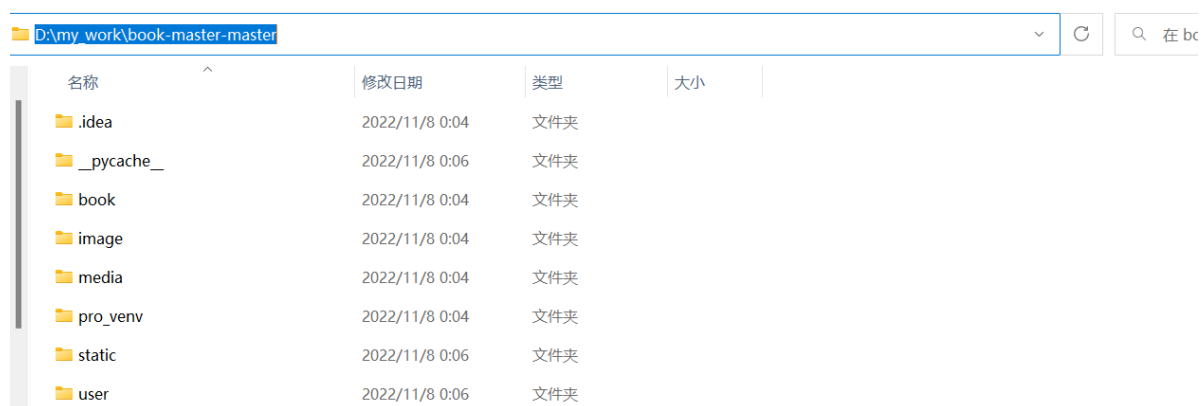 D:\my_work\book-master-master 在 bo
名称 修改日期 类型 大小
.idea 2022/11/8 0:04 文件夹
__pycache__ 2022/11/8 0:06 文件夹
book 2022/11/8 0:04 文件夹
image 2022/11/8 0:04 文件夹
media 2022/11/8 0:04 文件夹
pro_venv 2022/11/8 0:04 文件夹
static 2022/11/8 0:06 文件夹
user 2022/11/8 0:06 文件夹